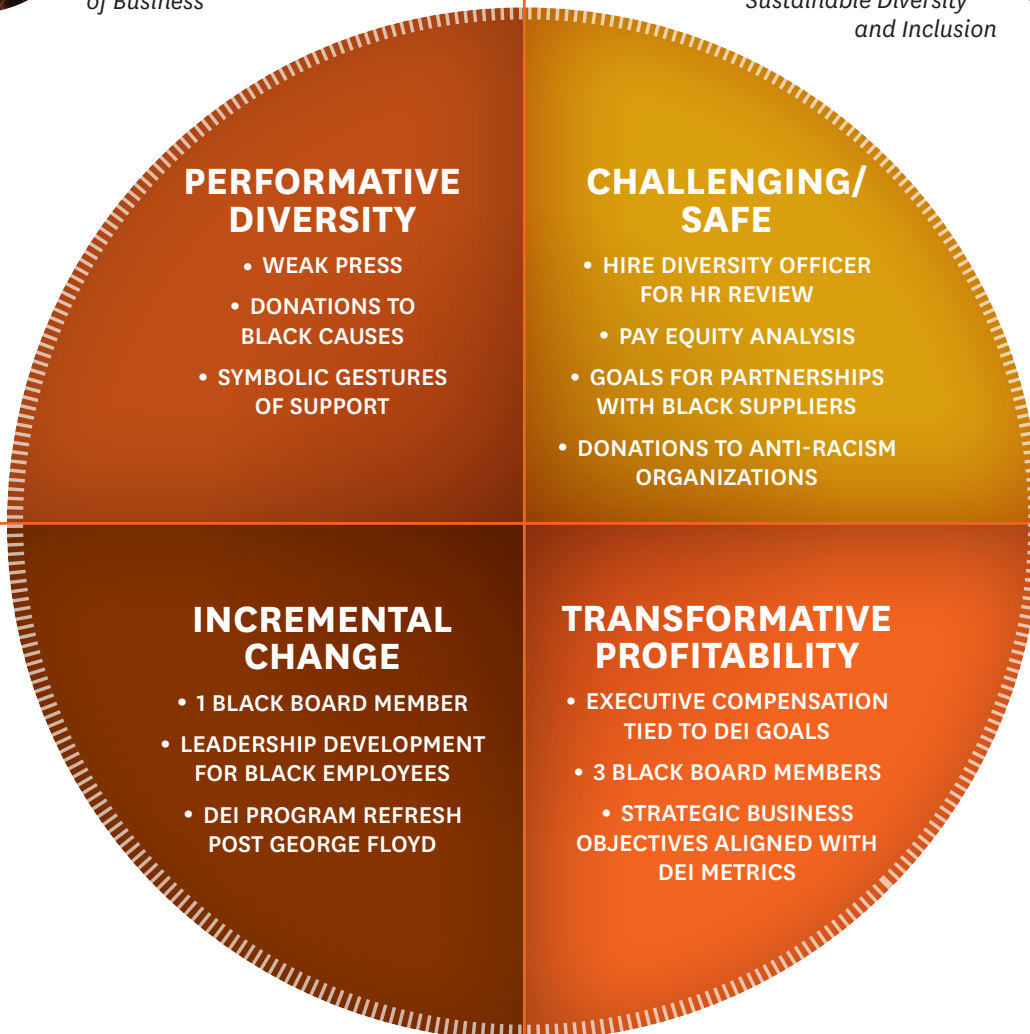 of Business
Sustainable Diversity
and Inclusion
PERFORMATIVE
DIVERSITY
• WEAK PRESS
• DONATIONS TO
BLACK CAUSES
• SYMBOLIC GESTURES
OF SUPPORT
CHALLENGING/
SAFE
• HIRE DIVERSITY OFFICER
FOR HR REVIEW
• PAY EQUITY ANALYSIS
• GOALS FOR PARTNERSHIPS
WITH BLACK SUPPLIERS
• DONATIONS TO ANTI-RACISM
ORGANIZATIONS
INCREMENTAL
CHANGE
• 1 BLACK BOARD MEMBER
• LEADERSHIP DEVELOPMENT
FOR BLACK EMPLOYEES
• DEI PROGRAM REFRESH
POST GEORGE FLOYD
TRANSFORMATIVE
PROFITABILITY
• EXECUTIVE COMPENSATION
TIED TO DEI GOALS
• 3 BLACK BOARD MEMBERS
• STRATEGIC BUSINESS
OBJECTIVES ALIGNED WITH
DEI METRICS